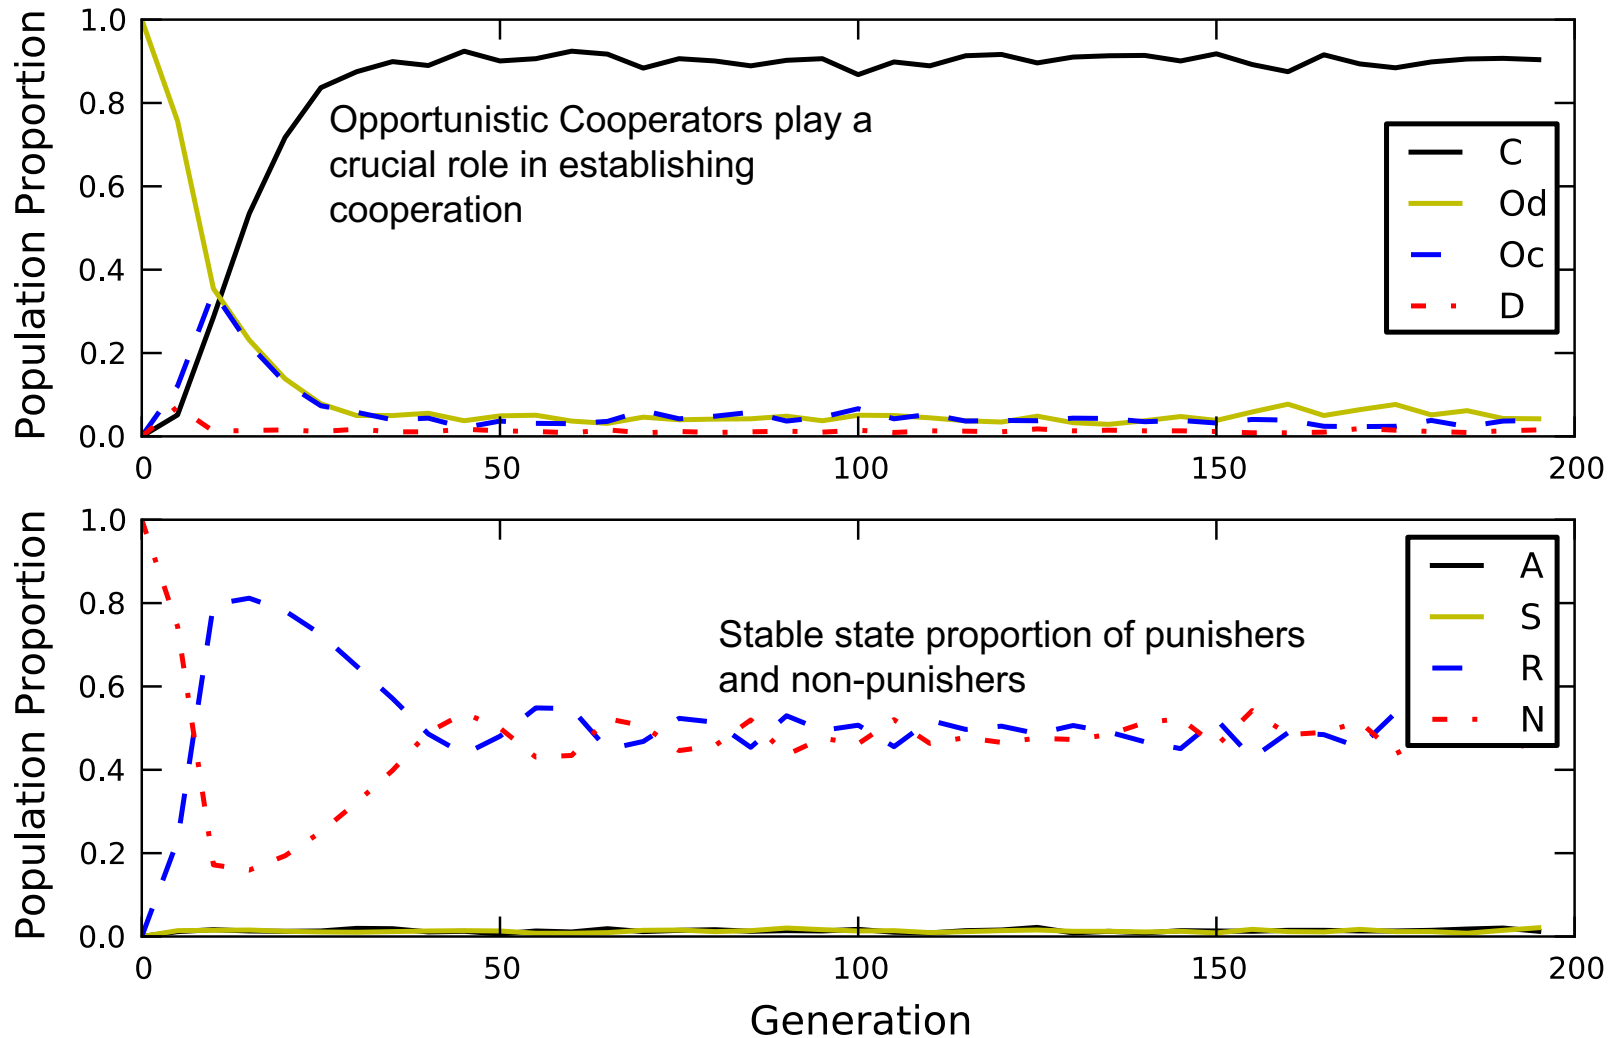 Population Proportion
1.0
0.8
0.6
0.4
0.2
0.0
Opportunistic Cooperators play a
crucial role in establishing
cooperation
C
Od
Oc
D
0
50
100
150
200
Population Proportion
1.0
0.8
0.6
0.4
0.2
0.0
Stable state proportion of punishers
and non-punishers
A
S
R
N
0
50
100
150
200
Generation